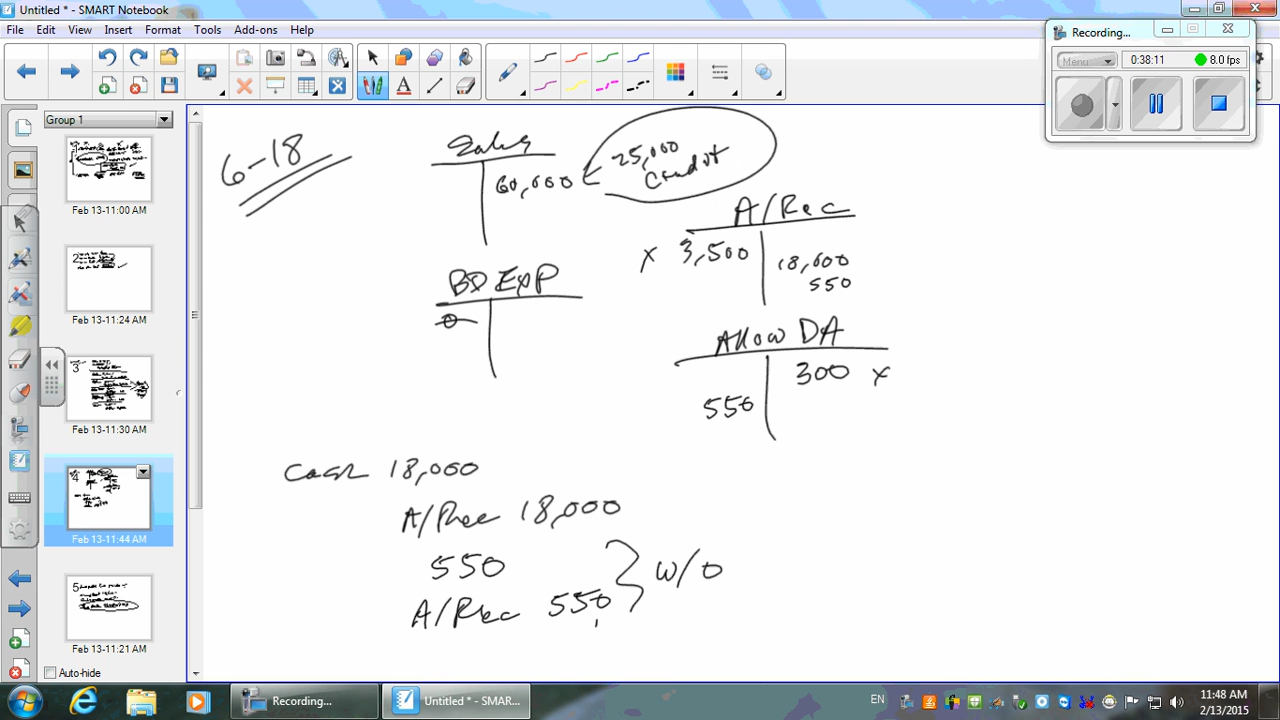 Untitled * - SMART Notebook
File Edit View Insert Format Tools Add-ons Help
Recording...
Menu
0:38:11
8.0 fps
Group 1
Feb 13-11:00 AM
Feb 13-11:24 AM
Feb 13-11:30 AM
Feb 13-11:44 AM
Feb 13-11:21 AM
Auto-hide
6-18
Sales
60,000
25,000
Credit
A/Rec
x 3,500
18,000
550
BD EXP
0
Allow DA
300 x
550
Cash 18,000
A/Rec 18,000
550
A/Rec 550
w/o
Recording...
Untitled * - SMAR...
EN
11:48 AM
2/13/2015